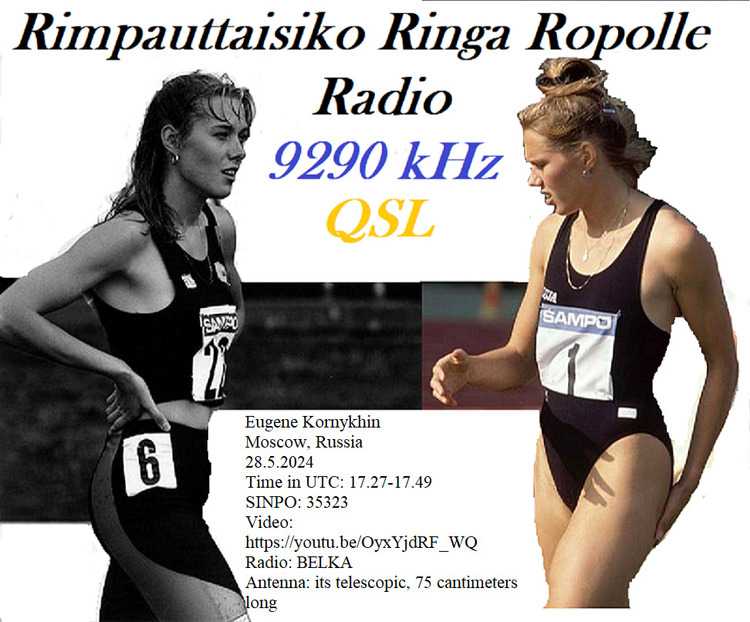 Rimpauttaisiko Ringa Ropolle
Radio
9290 kHz
QSL
SAMPO
SAMPO
1
6
Eugene Kornykhin
Moscow, Russia
28.5.2024
Time in UTC: 17.27-17.49
SINPO: 35323
Video:
https://youtu.be/OyxYjdRF_WQ
Radio: BELKA
Antenna: its telescopic, 75 cantimeters
long